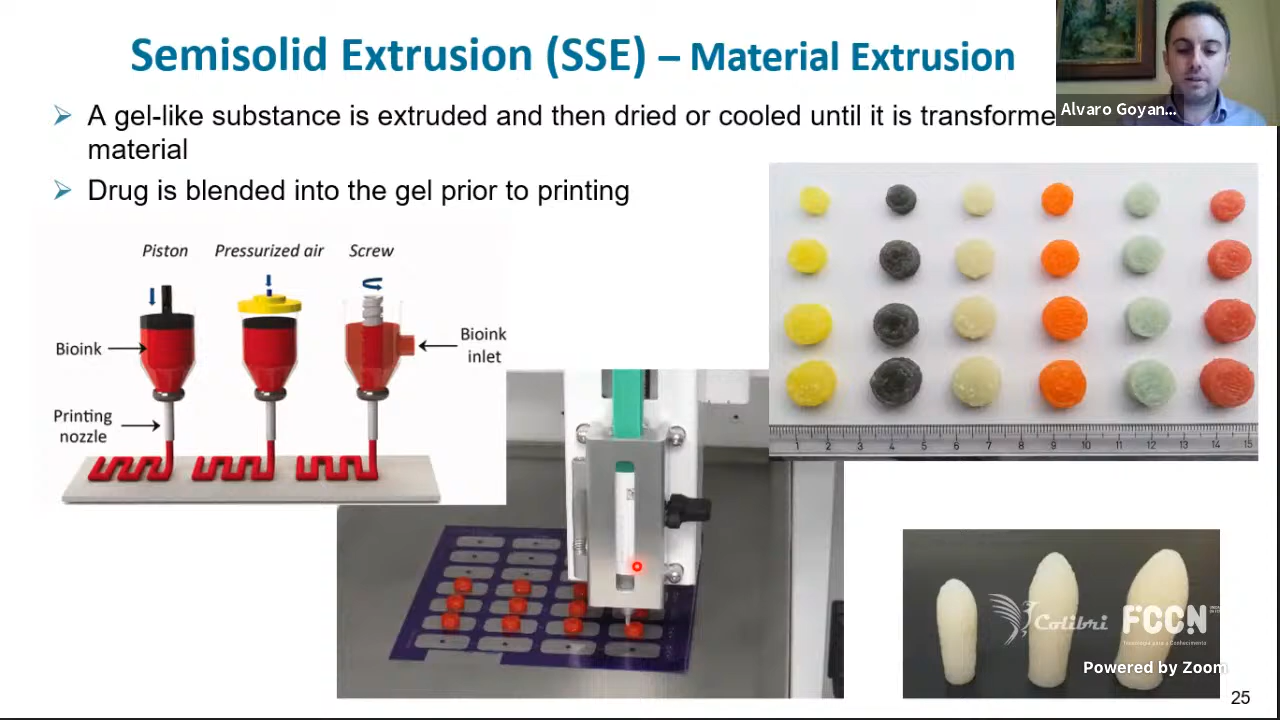 Semisolid Extrusion (SSE) – Material Extrusion
Alvaro Goyan...
A gel-like substance is extruded and then dried or cooled until it is transforme
material
Drug is blended into the gel prior to printing
Piston
Pressurized air
Screw
Bioink
Bioink
inlet
Printing
nozzle
1 2 3 4 5 6 7 8 9 10 11 12 13 14 15
Colibri
FCCN
Powered by Zoom
25